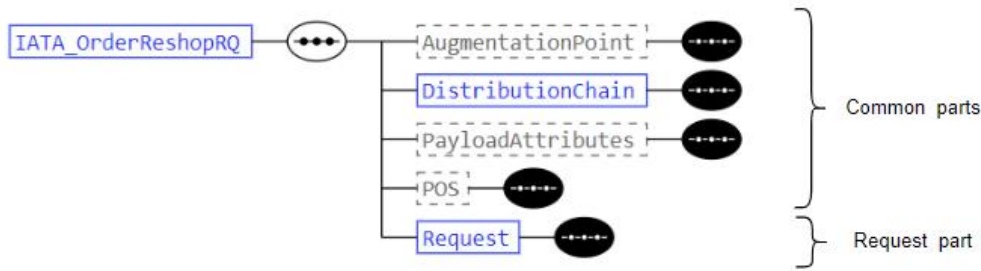 IATA_OrderReshopRQ
AugmentationPoint
DistributionChain
PayloadAttributes
POS
Request
Common parts
Request part